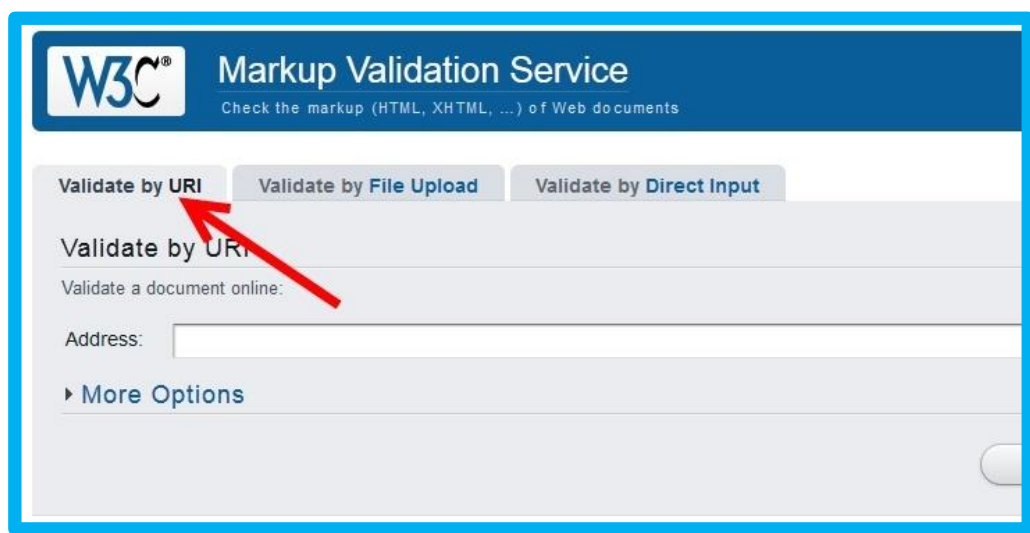 W3C®
Markup Validation Service
Check the markup (HTML, XHTML, ...) of Web documents
Validate by URI Validate by File Upload Validate by Direct Input
Validate by URI
Validate a document online:
Address:
More Options